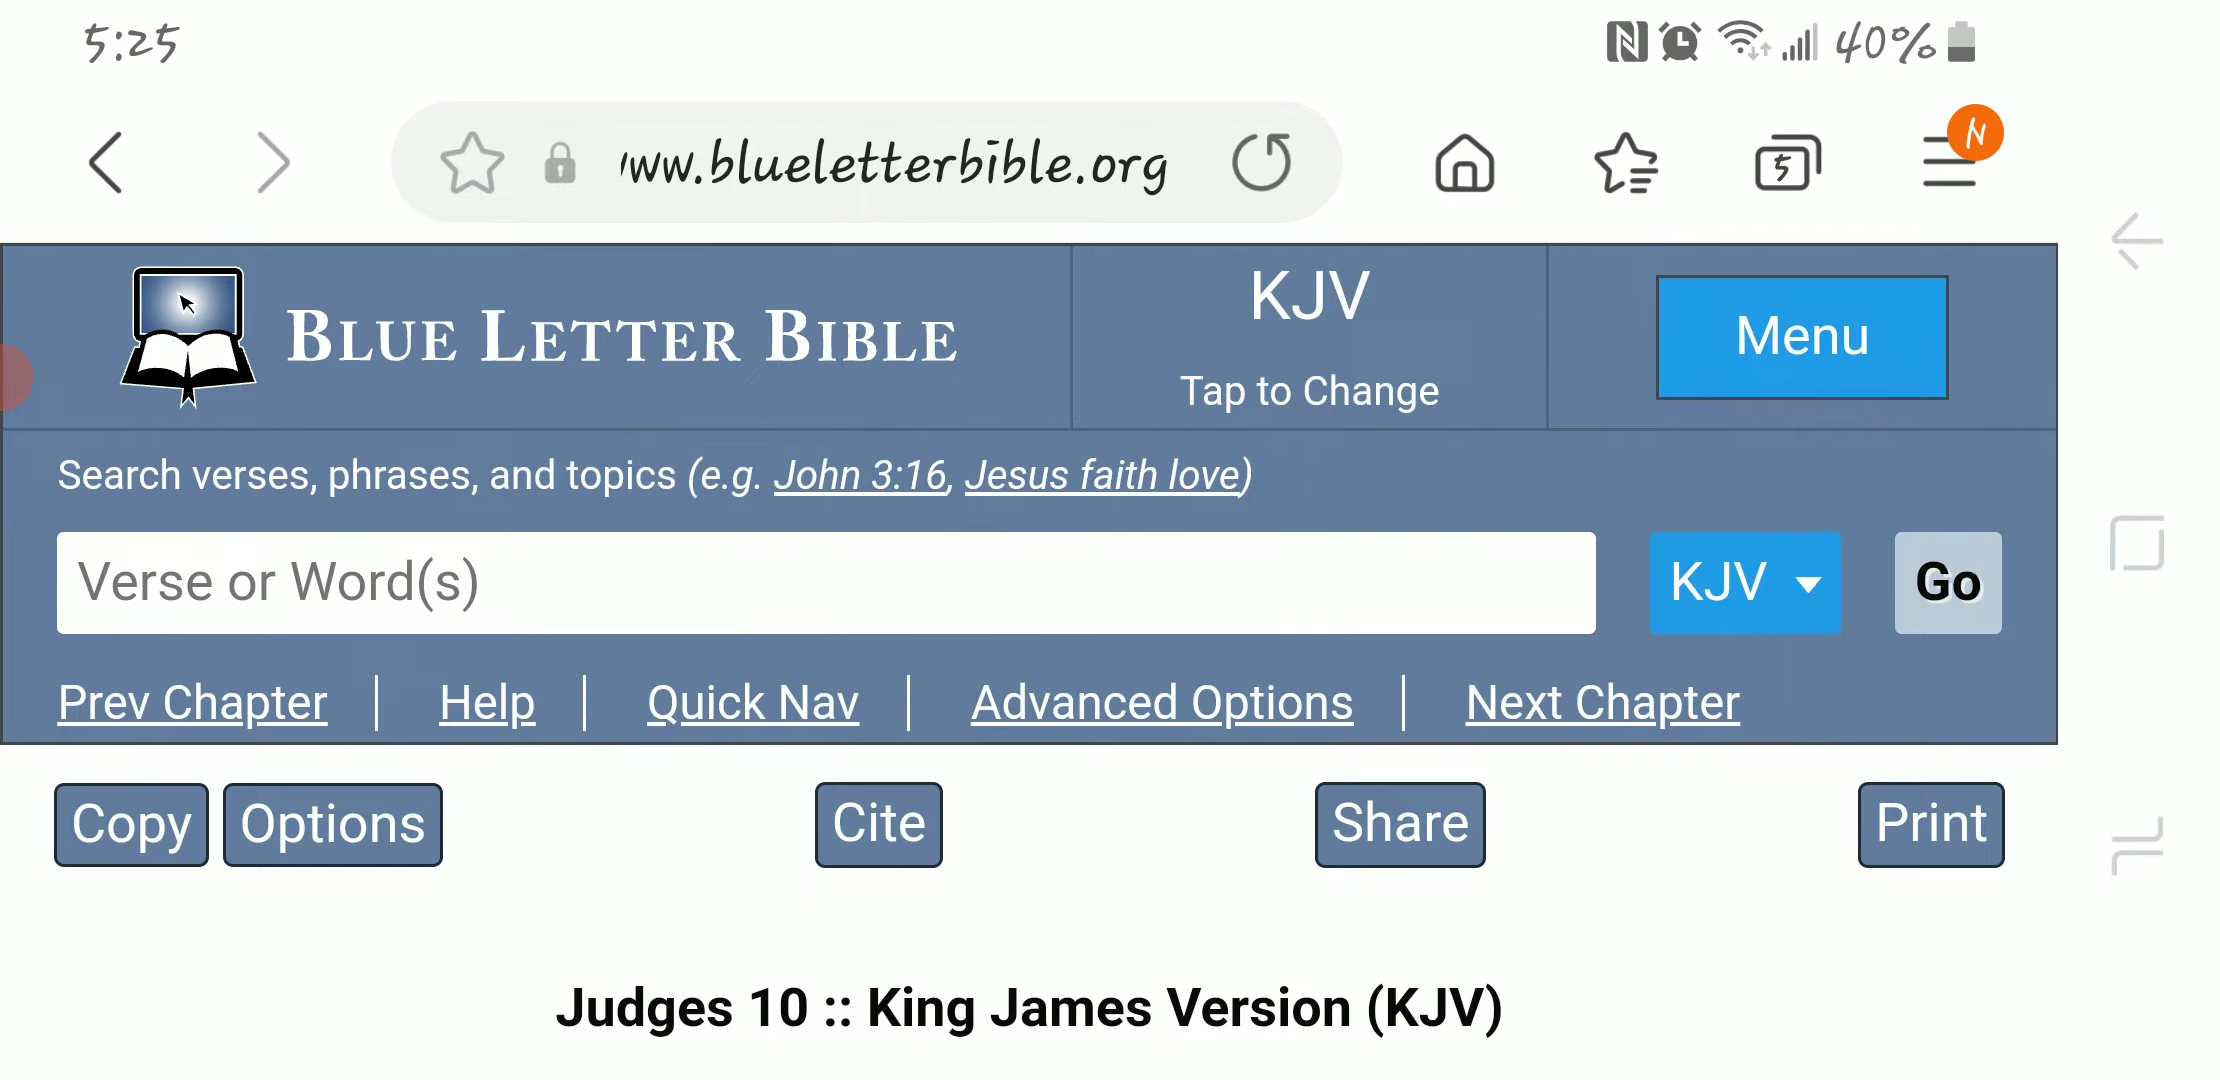 5:25
40%
www.blueletterbible.org
5
N
BLUE LETTER BIBLE
KJV
Tap to Change
Menu
Search verses, phrases, and topics (e.g. John 3:16, Jesus faith love)
Verse or Word(s)
KJV
Go
Prev Chapter | Help | Quick Nav | Advanced Options | Next Chapter
Copy Options Cite Share Print
Judges 10 :: King James Version (KJV)